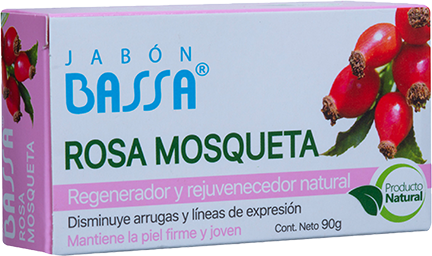 JABÓN
BASSA®
ROSA MOSQUETA
Regenerador y rejuvenecedor natural
Disminuye arrugas y líneas de expresión
Mantiene la piel firme y joven
Cont. Neto 90g
Producto
Natural
BASSA
ROSA
MOSQUETA